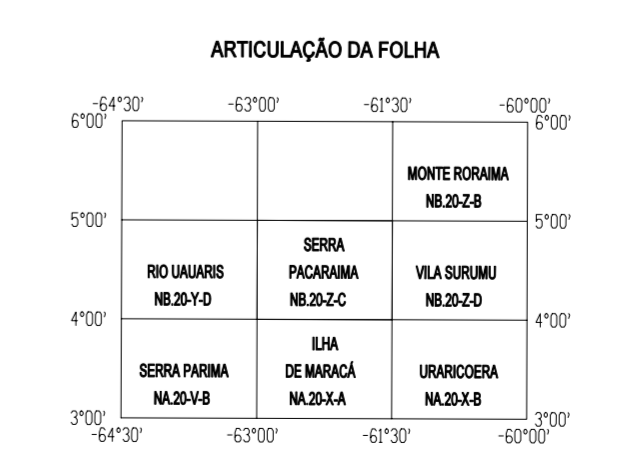 ARTICULAÇÃO DA FOLHA
-64°30' -63°00' -61°30' -60°00'
6°00' 6°00'
MONTE RORAIMA
NB.20-Z-B
5°00' 5°00'
SERRA
RIO UAUARIS PACARAIMA VILA SURUMU
NB.20-Y-D NB.20-Z-C NB.20-Z-D
4°00' 4°00'
ILHA
SERRA PARIMA DE MARACÁ URARICOERA
NA.20-V-B NA.20-X-A NA.20-X-B
3°00' 3°00'
-64°30' -63°00' -61°30' -60°00'